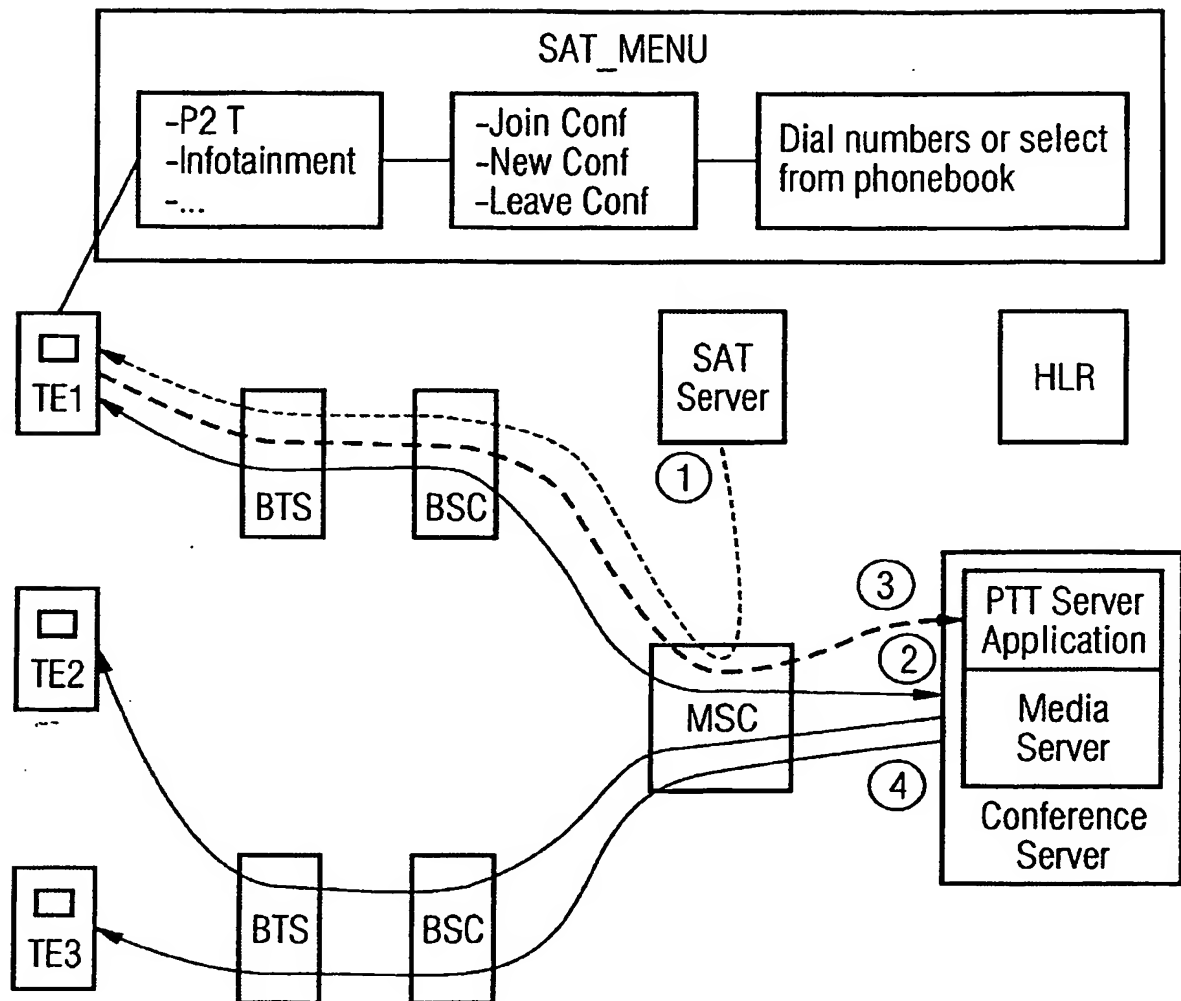 SAT_MENU
-P2 T
-Infotainment
-...
-Join Conf
-New Conf
-Leave Conf
Dial numbers or select
from phonebook
TE1
SAT
Server
HLR
1
BTS
BSC
3
PTT Server
Application
2
TE2
MSC
Media
Server
4
Conference
Server
BTS
BSC
TE3